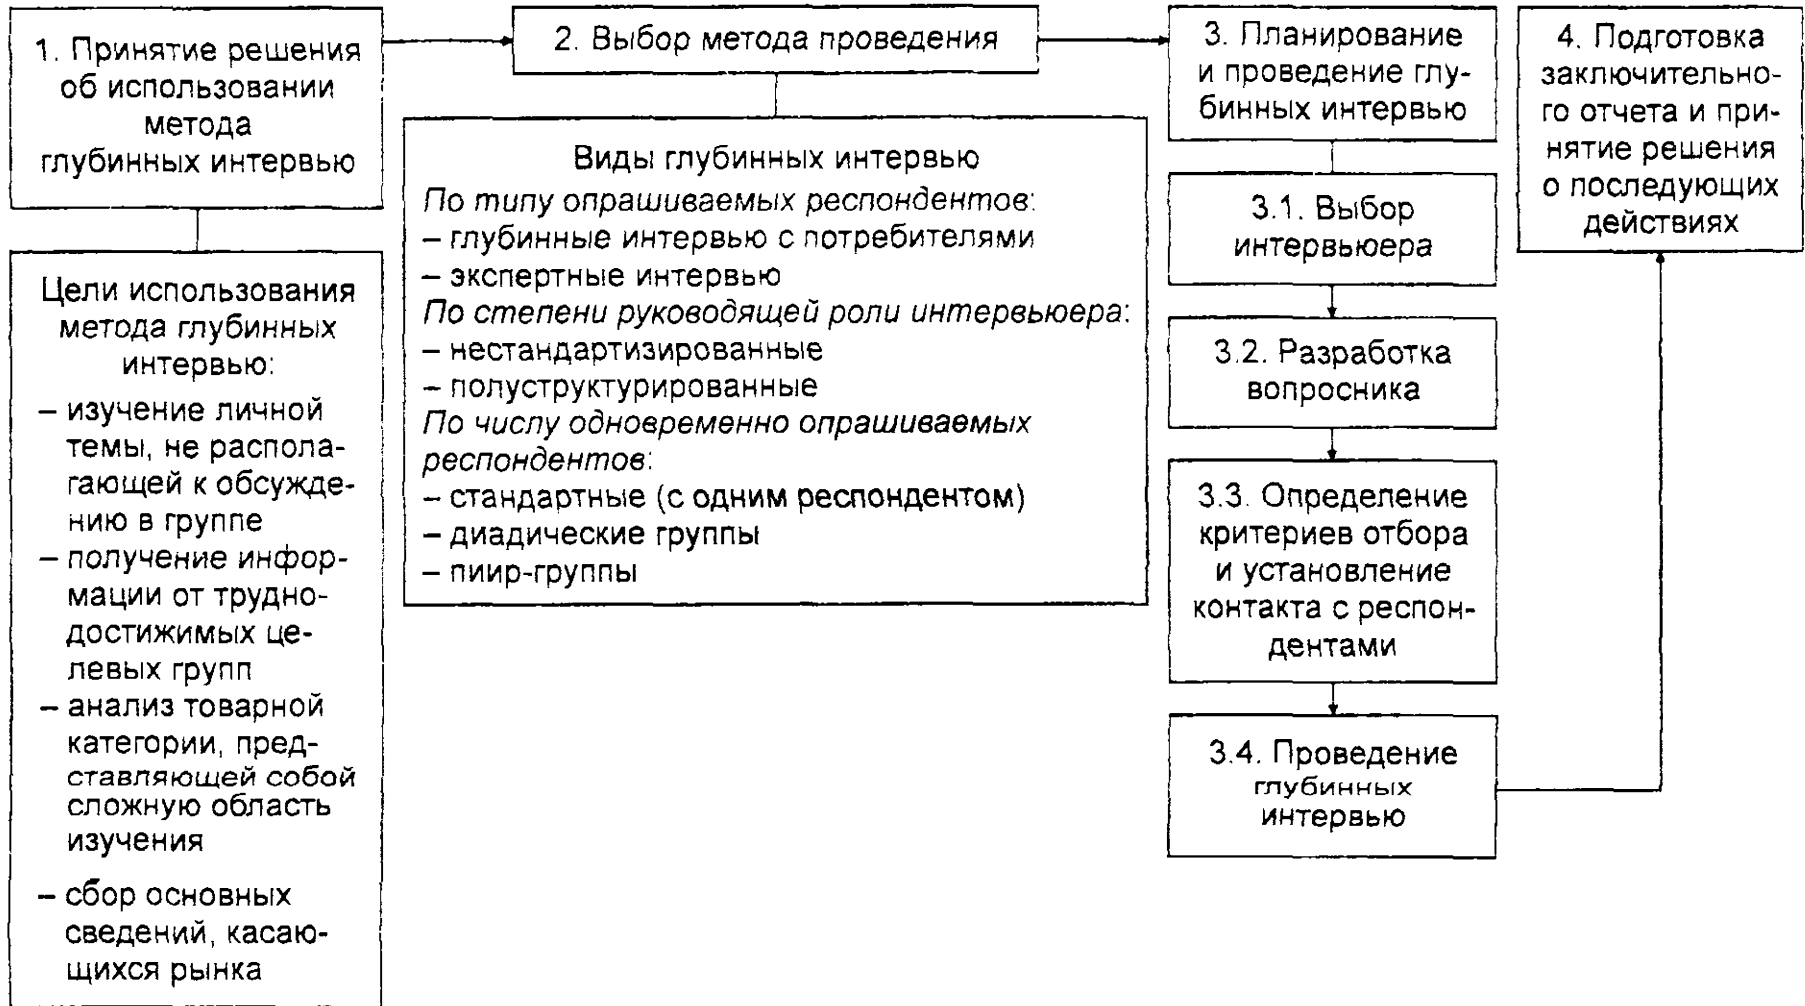 1. Принятие решения
об использовании
метода
глубинных интервью
Цели использования
метода глубинных
интервью:
– изучение личной
темы, не распола-
гающей к обсужде-
нию в группе
– получение инфор-
мации от трудно-
достижимых це-
левых групп
– анализ товарной
категории, пред-
ставляющей собой
сложную область
изучения
– сбор основных
сведений, касаю-
щихся рынка
2. Выбор метода проведения
Виды глубинных интервью
По типу опрашиваемых респондентов:
– глубинные интервью с потребителями
– экспертные интервью
По степени руководящей роли интервьюера:
– нестандартизированные
– полуструктурированные
По числу одновременно опрашиваемых
респондентов:
– стандартные (с одним респондентом)
– диадические группы
– пиир-группы
3. Планирование
и проведение глу-
бинных интервью
3.1. Выбор
интервьюера
3.2. Разработка
вопросника
3.3. Определение
критериев отбора
и установление
контакта с респон-
дентами
3.4. Проведение
глубинных
интервью
4. Подготовка
заключительно-
го отчета и при-
нятие решения
о последующих
действиях